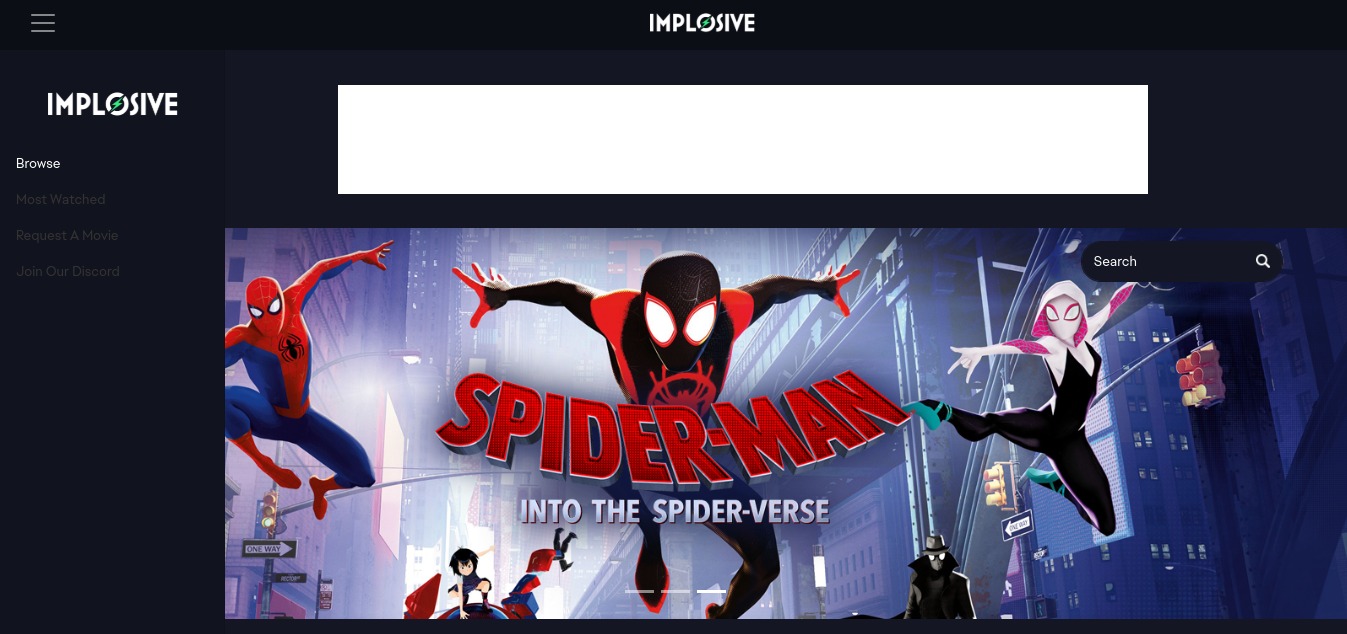 IMPLOSIVE
IMPLOSIVE
Browse
Most Watched
Request A Movie
Join Our Discord
Search
SPIDER-MAN
INTO THE SPIDER-VERSE
ONE WAY
RECTOR
ONE WAY